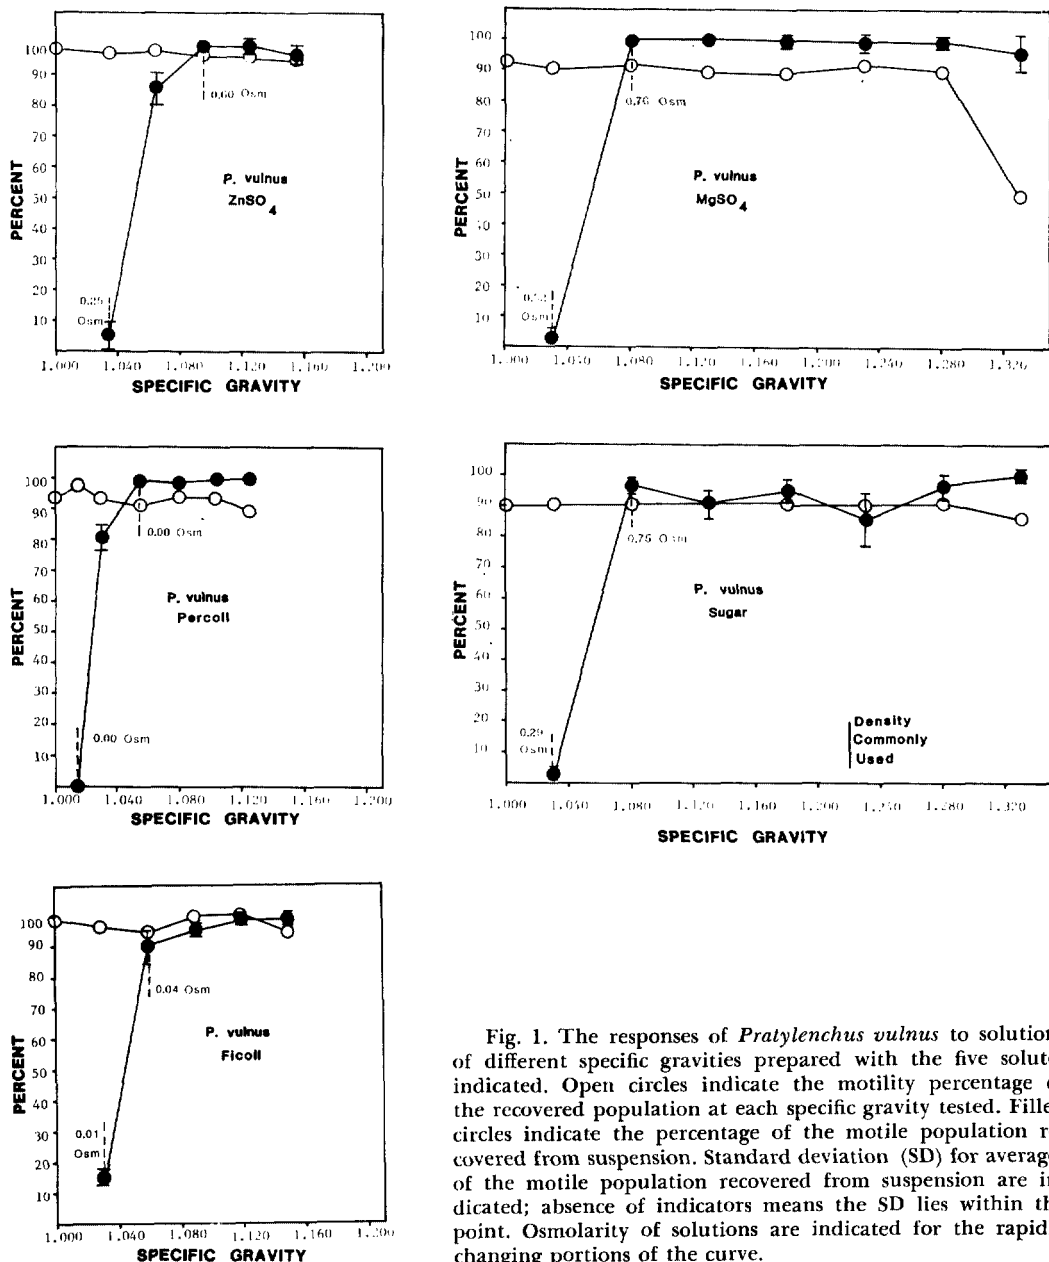 100
90
80
70
60
50
40
30
20
10
PERCENT
0.60 Osm
P. vulnus
ZnSO4
0.25
Osm
1.000 1.040 1.080 1.120 1.160 1.200
SPECIFIC GRAVITY
100
90
80
70
60
50
40
30
20
10
PERCENT
0.76 Osm
P. vulnus
MgSO4
Osm
1.000 1.040 1.080 1.120 1.160 1.200 1.240 1.280 1.320
SPECIFIC GRAVITY
100
90
80
70
60
50
40
30
20
10
PERCENT
0.00 Osm
P. vulnus
Percoll
0.00 Osm
1.000 1.040 1.080 1.120 1.160 1.200
SPECIFIC GRAVITY
100
90
80
70
60
50
40
30
20
10
PERCENT
0.75 Osm
P. vulnus
Sugar
0.29
Osm
Density
Commonly
Used
1.000 1.040 1.080 1.120 1.160 1.200 1.240 1.280 1.320
SPECIFIC GRAVITY
100
90
80
70
60
50
40
30
20
10
PERCENT
0.04 Osm
P. vulnus
Ficoll
0.01
Osm
1.000 1.040 1.080 1.120 1.160 1.200
SPECIFIC GRAVITY
Fig. 1. The responses of Pratylenchus vulnus to solution
of different specific gravities prepared with the five solute
indicated. Open circles indicate the motility percentage
the recovered population at each specific gravity tested. Fille
circles indicate the percentage of the motile population r
covered from suspension. Standard deviation (SD) for average
of the motile population recovered from suspension are in
dicated; absence of indicators means the SD lies within th
point. Osmolarity of solutions are indicated for the rapid
changing portions of the curve.